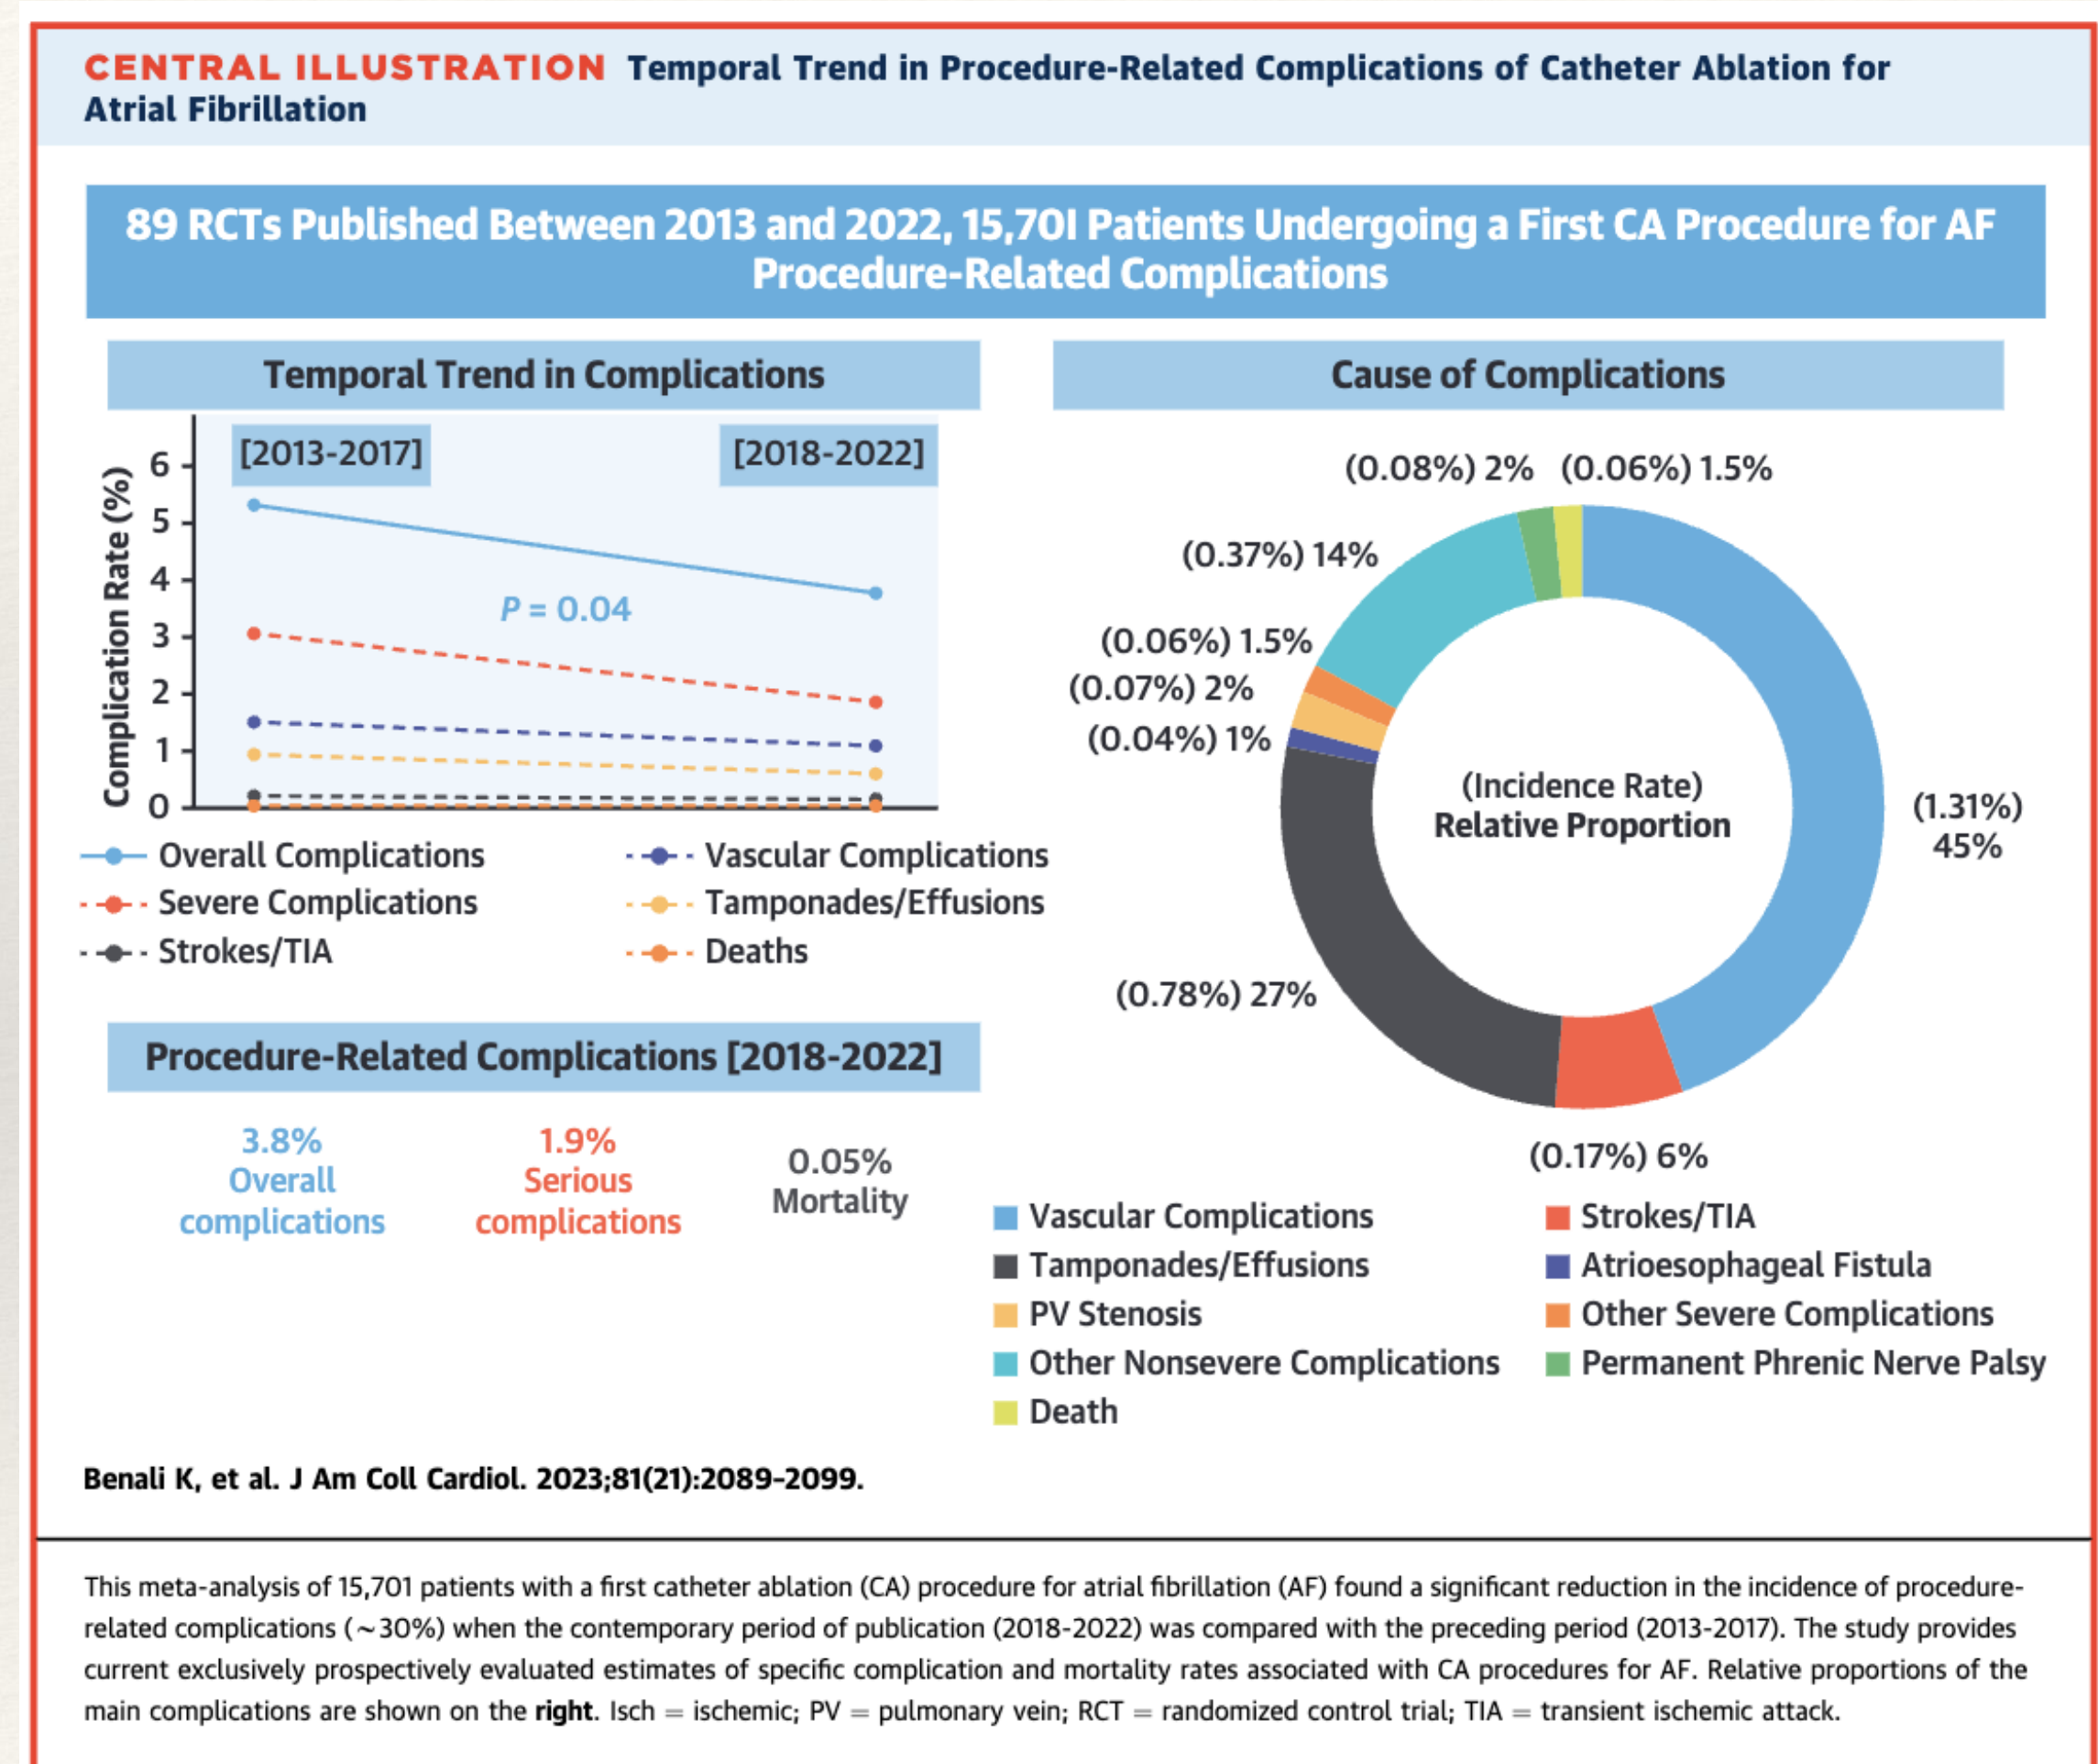 CENTRAL ILLUSTRATION Temporal Trend in Procedure-Related Complications of Catheter Ablation for
Atrial Fibrillation
89 RCTs Published Between 2013 and 2022, 15,70I Patients Undergoing a First CA Procedure for AF
Procedure-Related Complications
Temporal Trend in Complications
Complication Rate (%)
6
5
4
3
2
1
0
[2013-2017]
[2018-2022]
P = 0.04
Overall Complications
Vascular Complications
Severe Complications
Tamponades/Effusions
Strokes/TIA
Deaths
Procedure-Related Complications [2018-2022]
3.8%
Overall
complications
1.9%
Serious
complications
0.05%
Mortality
Cause of Complications
(0.08%) 2%
(0.06%) 1.5%
(0.37%) 14%
(0.06%) 1.5%
(0.07%) 2%
(0.04%) 1%
(Incidence Rate)
Relative Proportion
(1.31%)
45%
(0.78%) 27%
(0.17%) 6%
Vascular Complications
Strokes/TIA
Tamponades/Effusions
Atrioesophageal Fistula
PV Stenosis
Other Severe Complications
Other Nonsevere Complications
Permanent Phrenic Nerve Palsy
Death
Benali K, et al. J Am Coll Cardiol. 2023;81(21):2089–2099.
This meta-analysis of 15,701 patients with a first catheter ablation (CA) procedure for atrial fibrillation (AF) found a significant reduction in the incidence of procedure-
related complications (~30%) when the contemporary period of publication (2018-2022) was compared with the preceding period (2013-2017). The study provides
current exclusively prospectively evaluated estimates of specific complication and mortality rates associated with CA procedures for AF. Relative proportions of the
main complications are shown on the right. Isch = ischemic; PV = pulmonary vein; RCT = randomized control trial; TIA = transient ischemic attack.